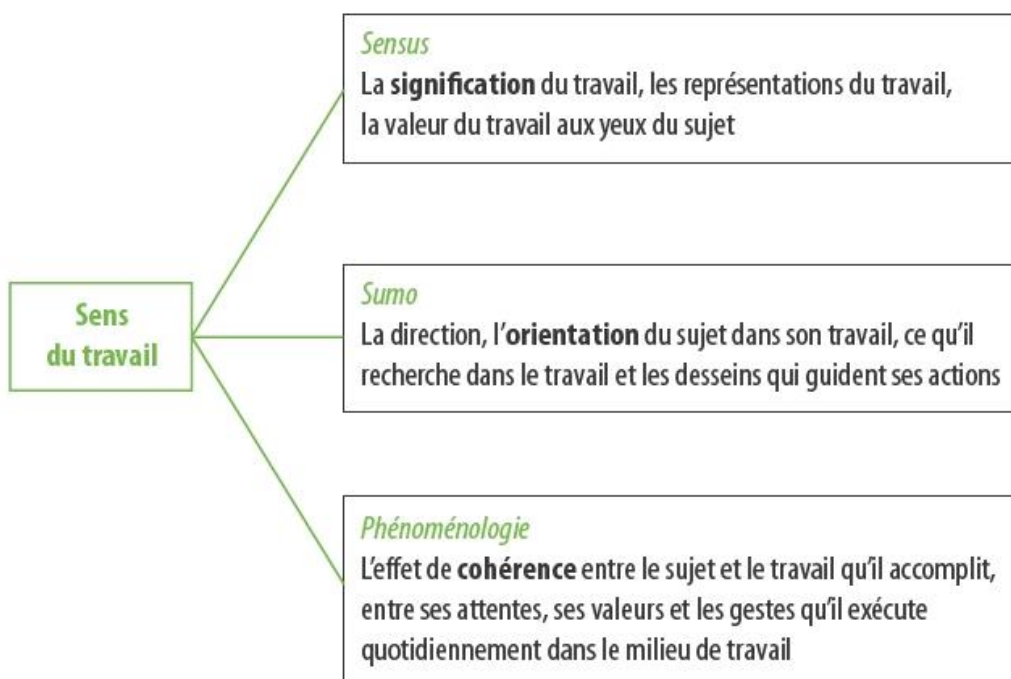 Sensus
La signification du travail, les représentations du travail,
la valeur du travail aux yeux du sujet
Sens
du travail
Sumo
La direction, l’orientation du sujet dans son travail, ce qu’il
recherche dans le travail et les desseins qui guident ses actions
Phénoménologie
L’effet de cohérence entre le sujet et le travail qu’il accomplit,
entre ses attentes, ses valeurs et les gestes qu’il exécute
quotidiennement dans le milieu de travail